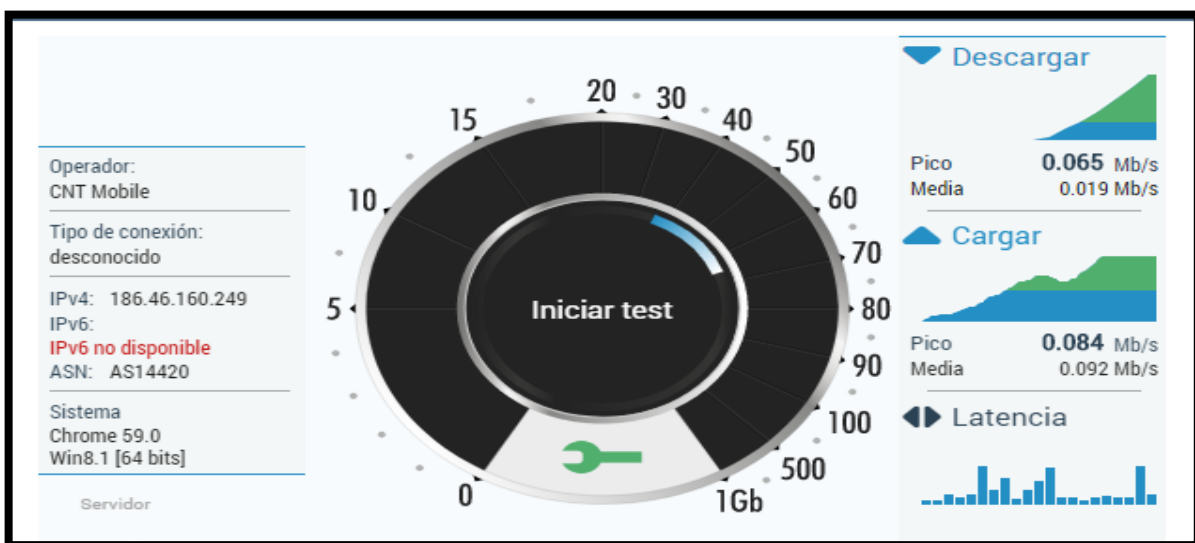 Operador:
CNT Mobile
Tipo de conexión:
desconocido
IPv4: 186.46.160.249
IPv6:
IPv6 no disponible
ASN: AS14420
Sistema
Chrome 59.0
Win8.1 [64 bits]
Servidor
0
5
10
15
20
30
40
50
60
70
80
90
100
500
1Gb
Iniciar test
Descargar
Pico 0.065 Mb/s
Media 0.019 Mb/s
Cargar
Pico 0.084 Mb/s
Media 0.092 Mb/s
Latencia